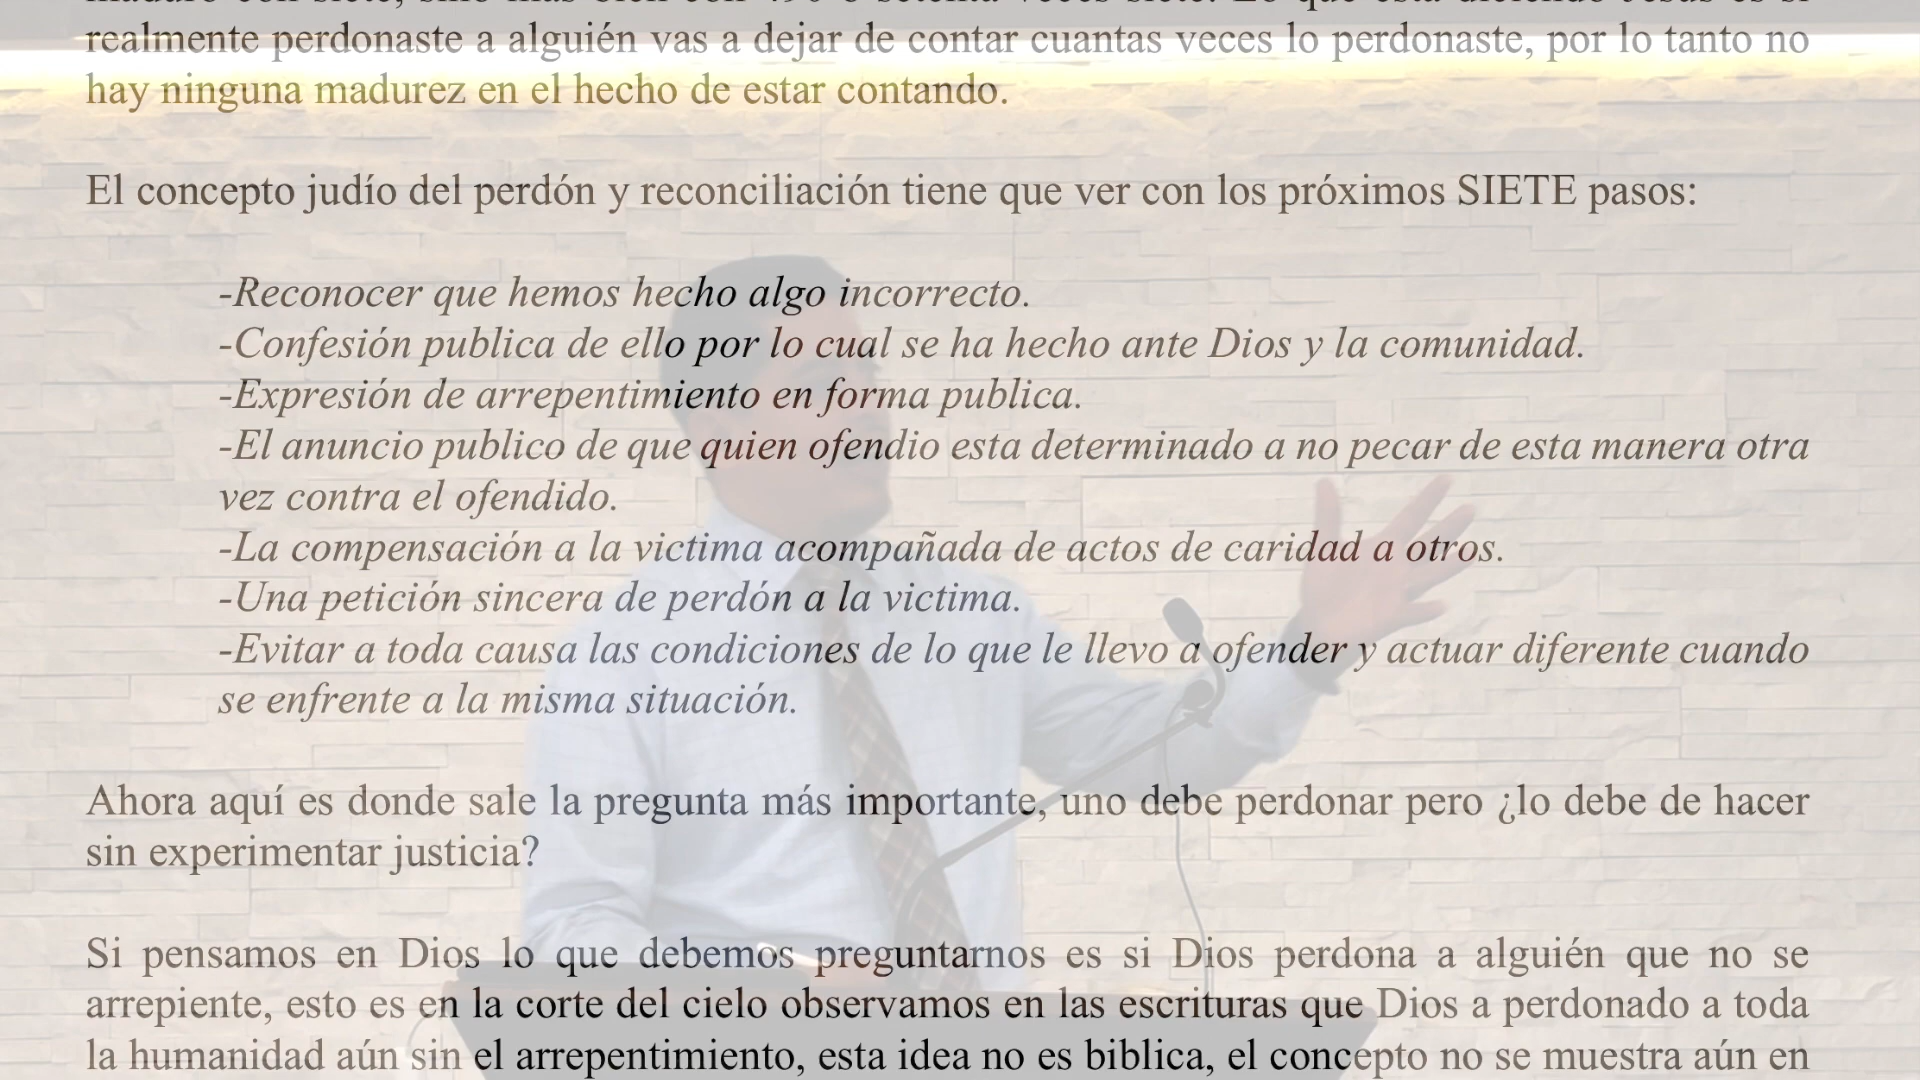 realmente perdonaste a alguién vas a dejar de contar cuantas veces lo perdonaste, por lo tanto no
hay ninguna madurez en el hecho de estar contando.
El concepto judío del perdón y reconciliación tiene que ver con los próximos SIETE pasos:
-Reconocer que hemos hecho algo incorrecto.
-Confesión publica de ello por lo cual se ha hecho ante Dios y la comunidad.
-Expresión de arrepentimiento en forma publica.
-El anuncio publico de que quien ofendio esta determinado a no pecar de esta manera otra
vez contra el ofendido.
-La compensación a la victima acompañada de actos de caridad a otros.
-Una petición sincera de perdón a la victima.
-Evitar a toda causa las condiciones de lo que le llevo a ofender y actuar diferente cuando
se enfrente a la misma situación.
Ahora aquí es donde sale la pregunta más importante, uno debe perdonar pero ¿lo debe de hacer
sin experimentar justicia?
Si pensamos en Dios lo que debemos preguntarnos es si Dios perdona a alguién que no se
arrepiente, esto es en la corte del cielo observamos en las escrituras que Dios a perdonado a toda
la humanidad aún sin el arrepentimiento, esta idea no es biblica, el concepto no se muestra aún en